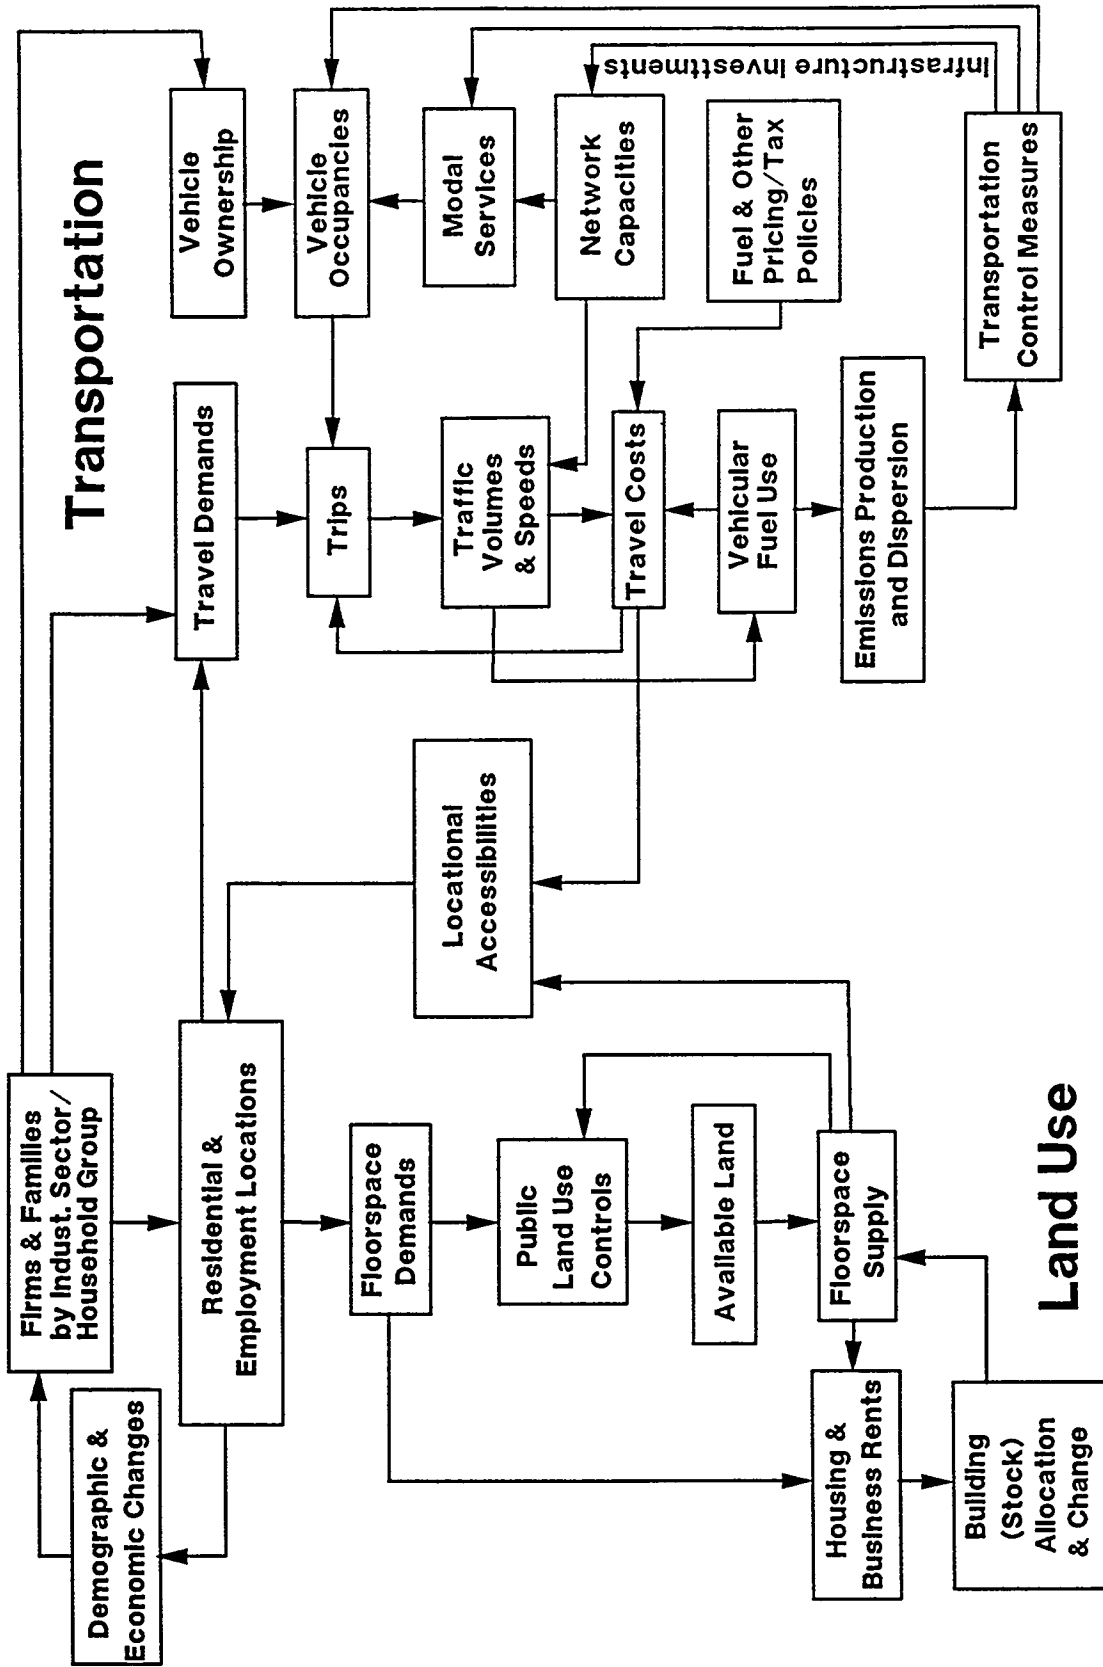 Transportation
Land Use
Demographic &
Economic Changes
Firms & Families
by Indust. Sector/
Household Group
Residential &
Employment Locations
Floorspace
Demands
Public
Land Use
Controls
Available Land
Floorspace
Supply
Housing &
Business Rents
Building
(Stock)
Allocation
& Change
Locational
Accessibilities
Travel Demands
Trips
Traffic
Volumes
& Speeds
Travel Costs
Vehicular
Fuel Use
Emissions Production
and Dispersion
Vehicle
Ownership
Vehicle
Occupancies
Modal
Services
Network
Capacities
Fuel & Other
Pricing/Tax
Policies
Transportation
Control Measures
Infrastructure Investtments